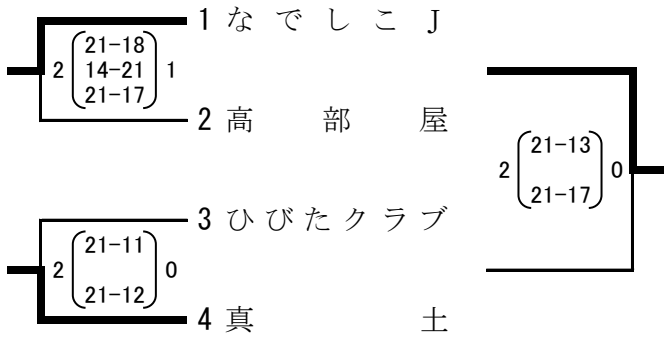 1 なでしこJ
2 ( 21-18 14-21 21-17 ) 1
2 高部屋
2 ( 21-13 21-17 ) 0
3 ひびたクラブ
2 ( 21-11 21-12 ) 0
4 真土